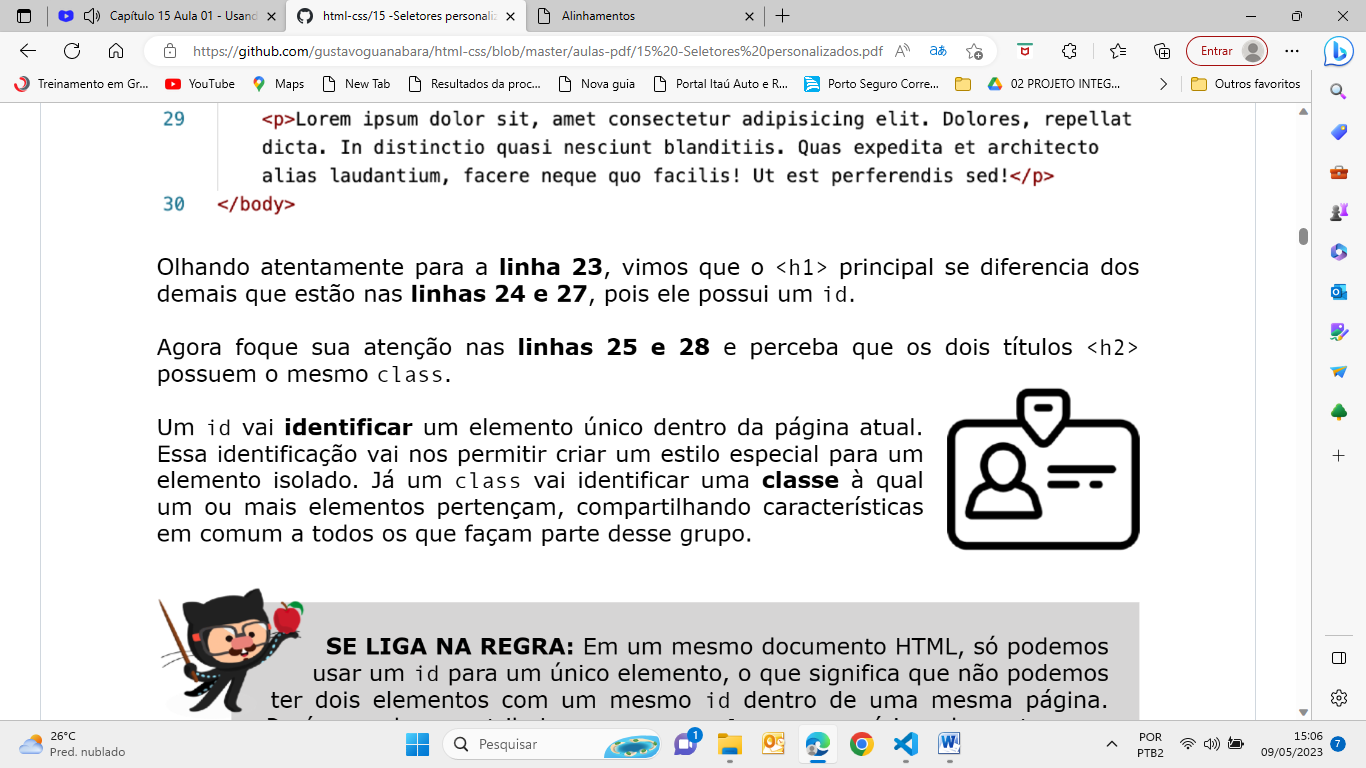 Capítulo 15 Aula 01 - Usand
html-css/15 -Seletores personaliz
Alinhamentos
https://github.com/gustavoguanabara/html-css/blob/master/aulas-pdf/15%20-Seletores%20personalizados.pdf
Entrar
Treinamento em Gr...
YouTube
Maps
New Tab
Resultados da proc...
Nova guia
Portal Itaú Auto e R...
Porto Seguro Corre...
02 PROJETO INTEG...
Outros favoritos
29 <p>Lorem ipsum dolor sit, amet consectetur adipisicing elit. Dolores, repellat
dicta. In distinctio quasi nesciunt blanditiis. Quas expedita et architecto
alias laudantium, facere neque quo facilis! Ut est perferendis sed!</p>
30 </body>
Olhando atentamente para a linha 23, vimos que o <h1> principal se diferencia dos
demais que estão nas linhas 24 e 27, pois ele possui um id.
Agora foque sua atenção nas linhas 25 e 28 e perceba que os dois títulos <h2>
possuem o mesmo class.
Um id vai identificar um elemento único dentro da página atual.
Essa identificação vai nos permitir criar um estilo especial para um
elemento isolado. Já um class vai identificar uma classe à qual
um ou mais elementos pertençam, compartilhando características
em comum a todos os que façam parte desse grupo.
SE LIGA NA REGRA: Em um mesmo documento HTML, só podemos
usar um id para um único elemento, o que significa que não podemos
ter dois elementos com um mesmo id dentro de uma mesma página.
26°C
Pred. nublado
Pesquisar
1
POR
PTB2
15:06
09/05/2023
7